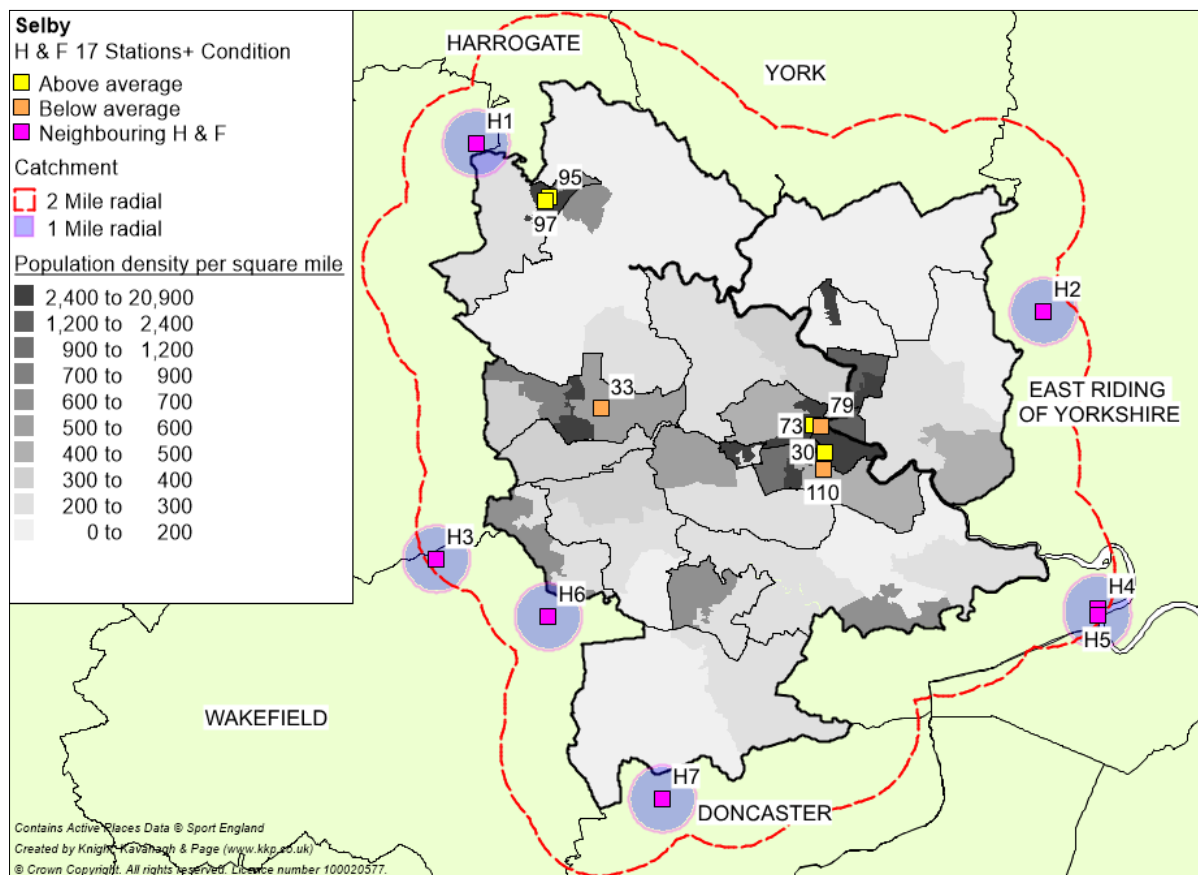 Selby
H & F 17 Stations+ Condition
Above average
Below average
Neighbouring H & F
Catchment
2 Mile radial
1 Mile radial
Population density per square mile
2,400 to 20,900
1,200 to 2,400
900 to 1,200
700 to 900
600 to 700
500 to 600
400 to 500
300 to 400
200 to 300
0 to 200
HARROGATE
YORK
H1
95
97
H2
EAST RIDING
OF YORKSHIRE
33
79
73
30
110
H3
H6
H4
H5
WAKEFIELD
H7
DONCASTER
Contains Active Places Data © Sport England
Created by Knight, Kavanagh & Page (www.kkp.co.uk)
© Crown Copyright. All rights reserved. Licence number 100020577.